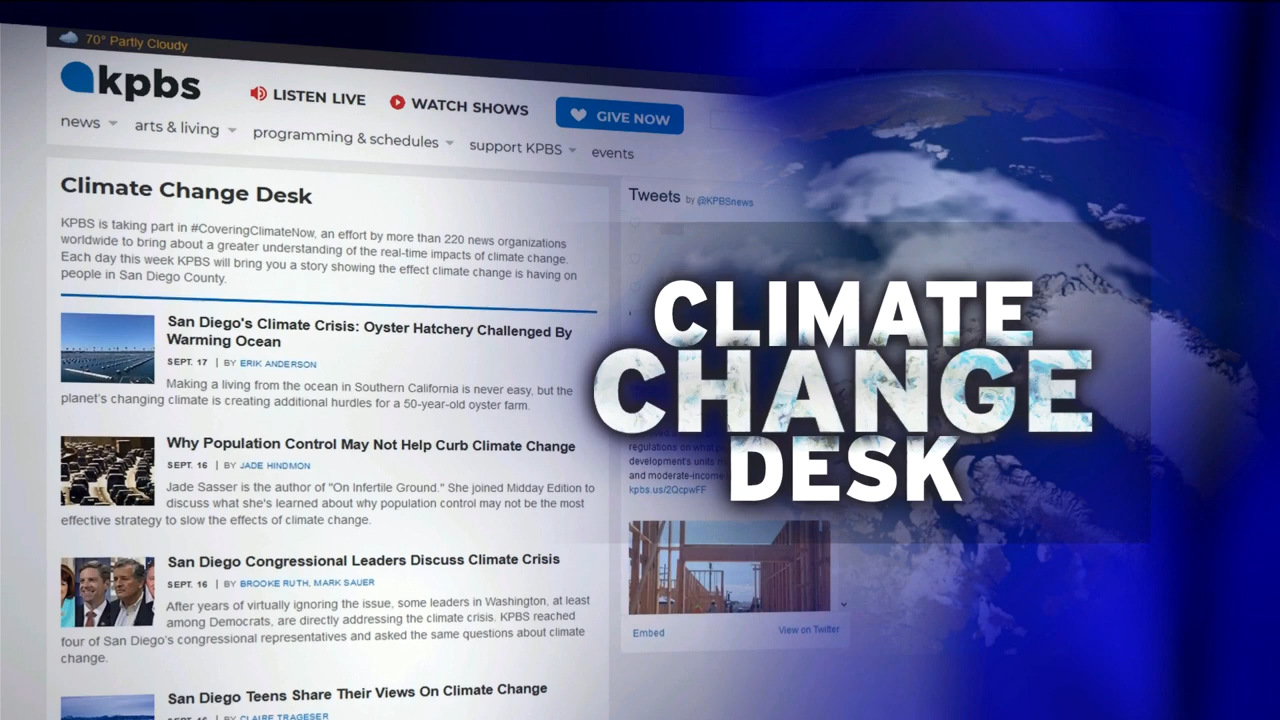 70° Partly Cloudy
kpbs
LISTEN LIVE
WATCH SHOWS
GIVE NOW
news
arts & living
programming & schedules
support KPBS
events
Climate Change Desk
KPBS is taking part in #CoveringClimateNow, an effort by more than 220 news organizations
worldwide to bring about a greater understanding of the real-time impacts of climate change.
Each day this week KPBS will bring you a story showing the effect climate change is having on
people in San Diego County.
San Diego's Climate Crisis: Oyster Hatchery Challenged By
Warming Ocean
SEPT. 17 | BY ERIK ANDERSON
Making a living from the ocean in Southern California is never easy, but the
planet's changing climate is creating additional hurdles for a 50-year-old oyster farm.
Why Population Control May Not Help Curb Climate Change
SEPT. 16 | BY JADE HINDMON
Jade Sasser is the author of "On Infertile Ground." She joined Midday Edition to
discuss what she's learned about why population control may not be the most
effective strategy to slow the effects of climate change.
San Diego Congressional Leaders Discuss Climate Crisis
SEPT. 16 | BY BROOKE RUTH, MARK SAUER
After years of virtually ignoring the issue, some leaders in Washington, at least
among Democrats, are directly addressing the climate crisis. KPBS reached
four of San Diego's congressional representatives and asked the same questions about climate
change.
San Diego Teens Share Their Views On Climate Change
SEPT. 16 | BY CLAIRE TRAGESER
Tweets by @KPBSnews
regulations on what
development's units
and moderate-income
kpbs.us/2QcpwFF
Embed
View on Twitter
CLIMATE
CHANGE
DESK